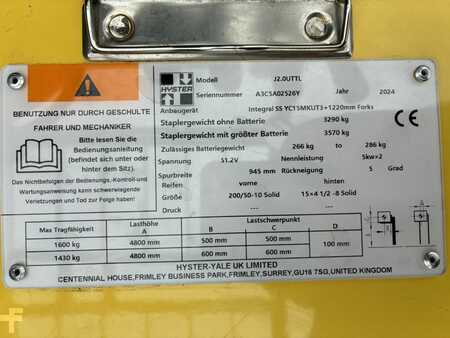 HYSTER
Modell J2.0UTTL
Seriennummer A3C5A02526Y Jahr 2024
Anbaugerät Integral SS YC15MKUT3+1220mm Forks
Staplergewicht ohne Batterie 3290 kg
Staplergewicht mit größter Batterie 3570 kg
CE
Zulässiges Batteriegewicht 266 kg to 286 kg
Spannung 51.2V Nennleistung 5kw×2
Spurbreite 945 mm Rückneigung 5 Grad
Reifen vorne hinten
Größe 200/50-10 Solid 15×4 1/2 -8 Solid
Druck --- ---
BENUTZUNG NUR DURCH GESCHULTE
FAHRER UND MECHANIKER
Bitte lesen Sie die
Bedienungsanleitung
(befindet sich unter/oder
hinter dem Sitz).
Das Nichtbefolgen der Bedienungs-,Kontroll-und
Wartungsanweisung kann schwerwiegende
Verletzungen und Tod zur Folge haben.
Max Tragfähigkeit Lasthöhe A Lastschwerpunkt
B C D
1600 kg 4800 mm 500 mm 500 mm 100 mm
1430 kg 4800 mm 600 mm 600 mm
HYSTER-YALE UK LIMITED
CENTENNIAL HOUSE,FRIMLEY BUSINESS PARK,FRIMLEY,SURREY,GU16 7SG,UNITED KINGDOM
F